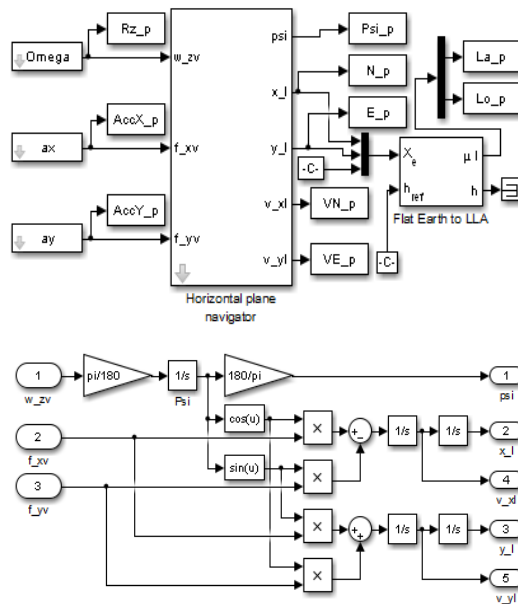 Rz_p
Omega
w_zv
psi
Psi_p
La_p
x_l
N_p
Lo_p
AccX_p
ax
f_xv
y_l
E_p
-C-
X
e
μ l
h
ref
h
Flat Earth to LLA
AccY_p
ay
f_yv
v_xl
VN_p
-C-
v_yl
VE_p
Horizontal plane
navigator
1
w_zv
pi/180
1/s
Psi
180/pi
1
psi
cos(u)
2
f_xv
×
+
-
1/s
1/s
2
x_l
sin(u)
3
f_yv
×
4
v_xl
×
+
+
1/s
1/s
3
y_l
×
5
v_yl